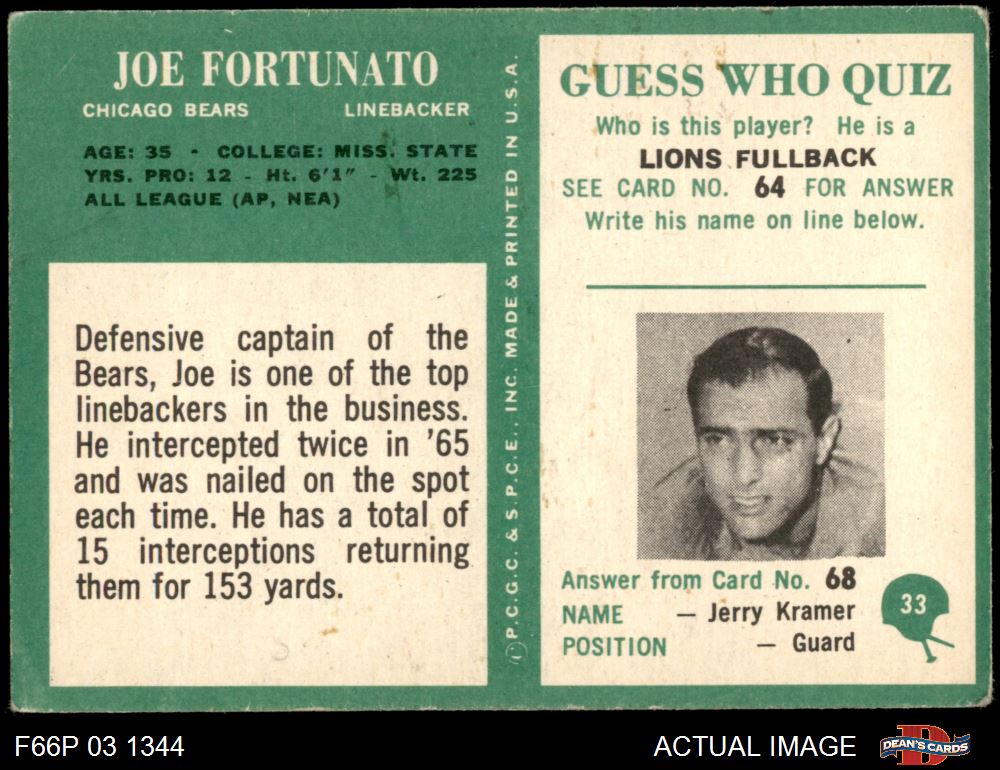 JOE FORTUNATO
CHICAGO BEARS LINEBACKER
AGE: 35 - COLLEGE: MISS. STATE
YRS. PRO: 12 - Ht. 6'1" - Wt. 225
ALL LEAGUE (AP, NEA)
Defensive captain of the
Bears, Joe is one of the top
linebackers in the business.
He intercepted twice in '65
and was nailed on the spot
each time. He has a total of
15 interceptions returning
them for 153 yards.
© P.C.G.C. & S.P.C.E., INC. MADE & PRINTED IN U.S.A.
GUESS WHO QUIZ
Who is this player? He is a
LIONS FULLBACK
SEE CARD NO. 64 FOR ANSWER
Write his name on line below.
Answer from Card No. 68
NAME — Jerry Kramer
POSITION — Guard
33
F66P 03 1344
ACTUAL IMAGE
D
DEAN'S CARDS